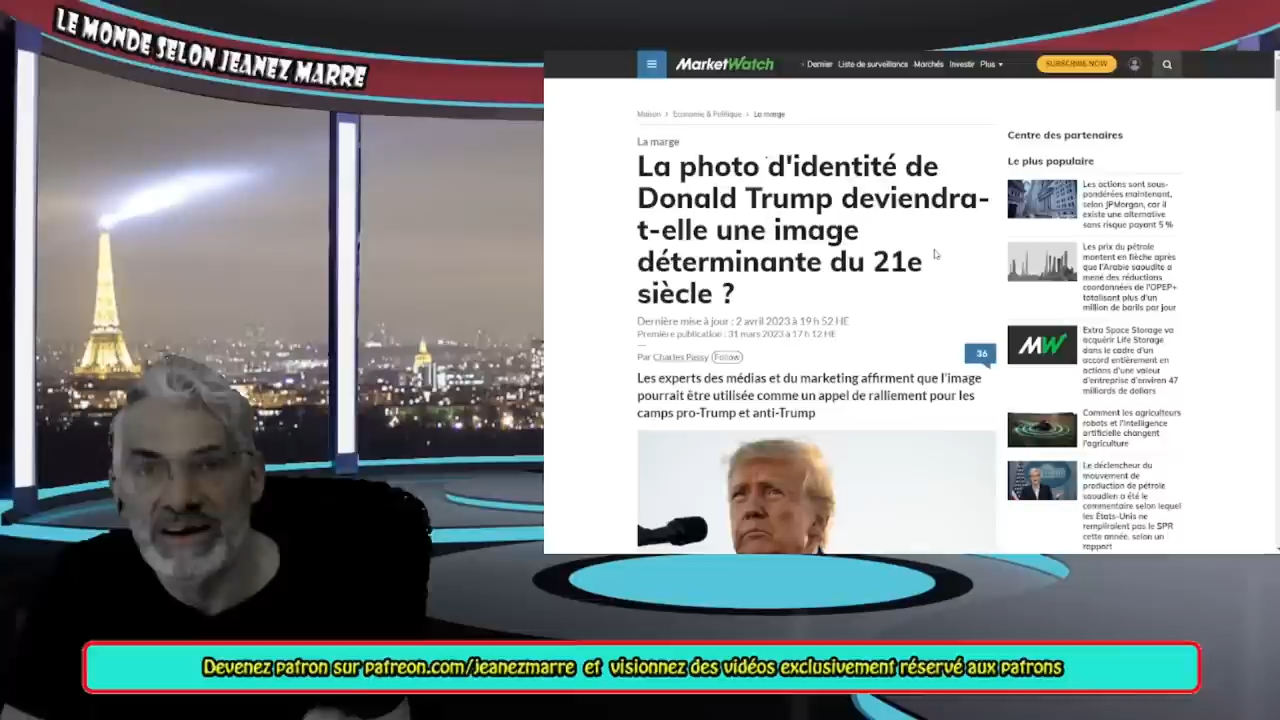 LE MONDE SELON JEANEZ MARRE
MarketWatch
Dernier Liste de surveillance Marchés Investir Plus
SUBSCRIBE NOW
Maison > Economie & Politique > La marge
La marge
La photo d'identité de
Donald Trump deviendra-
t-elle une image
déterminante du 21e
siècle ?
Dernière mise à jour : 2 avril 2023 à 19 h 52 HE
Première publication : 31 mars 2023 à 17 h 12 HE
Par Charles Passy Follow
36
Les experts des médias et du marketing affirment que l'image
pourrait être utilisée comme un appel de ralliement pour les
camps pro-Trump et anti-Trump
Centre des partenaires
Le plus populaire
Les actions sont sous-
pondérées maintenant,
selon JPMorgan, car il
existe une alternative
sans risque payant 5 %
Les prix du pétrole
montent en flèche après
que l'Arabie saoudite a
mené des réductions
coordonnées de l'OPEP+
totalisant plus d'un
million de barils par jour
MW
Extra Space Storage va
acquérir Life Storage
dans le cadre d'un
accord entièrement en
actions d'une valeur
d'entreprise d'environ 47
milliards de dollars
Comment les agriculteurs
robots et l'intelligence
artificielle changent
l'agriculture
Le déclencheur du
mouvement de
production de pétrole
saoudien a été le
commentaire selon lequel
les États-Unis ne
rempliraient pas le SPR
cette année, selon un
rapport
Devenez patron sur patreon.com/jeanezmarre et visionnez des vidéos exclusivement réservé aux patrons